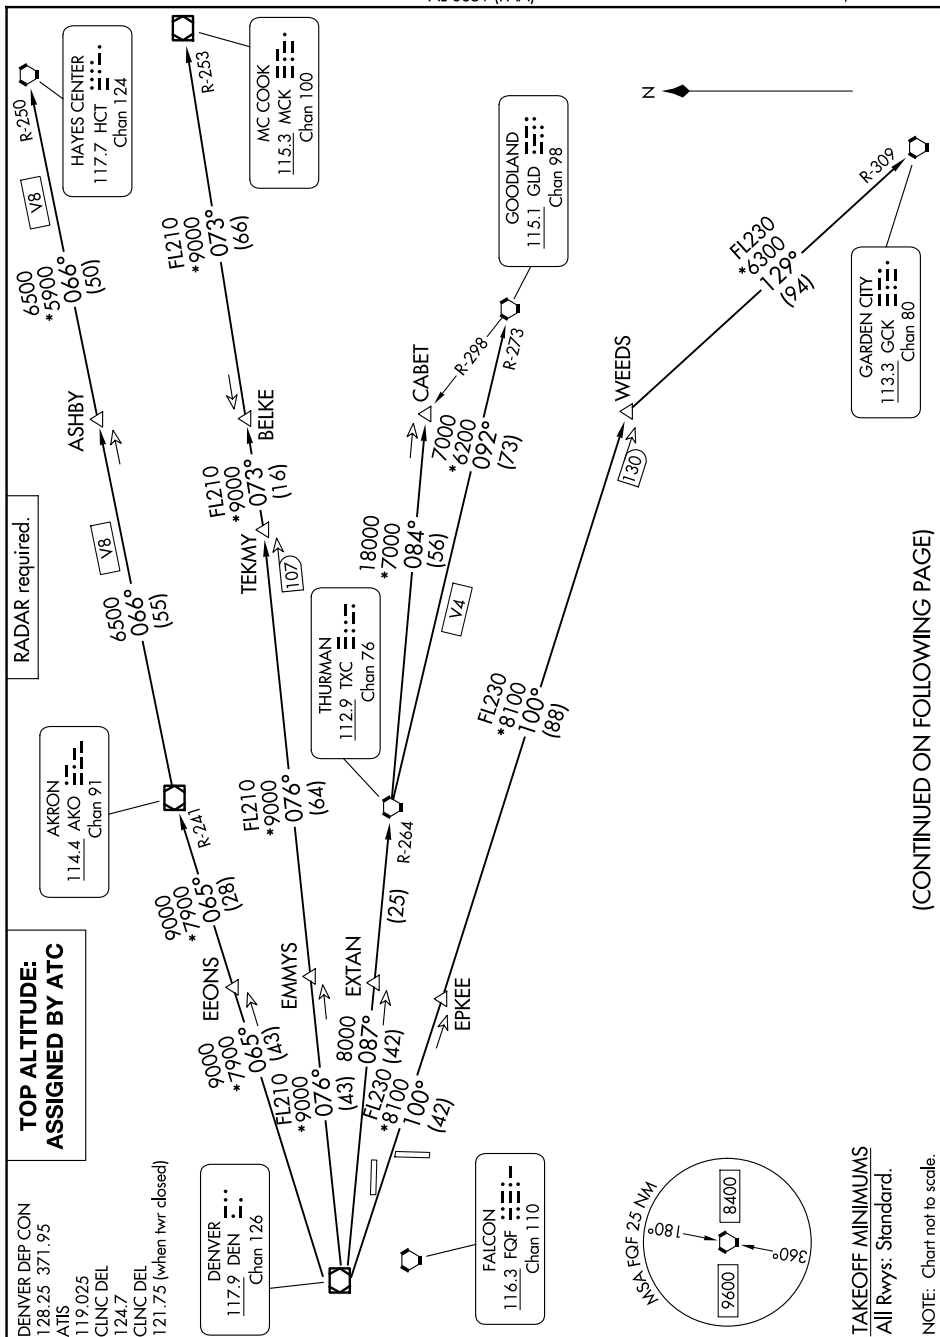 DENVER DEP CON
128.25 371.95
ATIS
119.025
CLNC DEL
124.7
CLNC DEL
121.75 (when twr closed)
TOP ALTITUDE:
ASSIGNED BY ATC
RADAR required.
DENVER
117.9 DEN
Chan 126
FALCON
116.3 FQF
Chan 110
AKRON
114.4 AKO
Chan 91
THURMAN
112.9 TXC
Chan 76
HAYES CENTER
117.7 HCT
Chan 124
MC COOK
115.3 MCK
Chan 100
GOODLAND
115.1 GLD
Chan 98
GARDEN CITY
113.3 GCK
Chan 80
N
9000
*7900
065°
(43)
EEONS
9000
*7900
065°
(28)
R-241
6500
066°
(55)
V8
ASHBY
6500
*5900
066°
(50)
V8
R-250
FL210
*9000
076°
(43)
EMMYS
FL210
*9000
076°
(64)
TEKMY
107
FL210
*9000
073°
(16)
BELKE
FL210
*9000
073°
(66)
R-253
8000
087°
(42)
EXTAN
(25)
R-264
18000
*7000
084°
(56)
CABET
R-298
7000
*6200
092°
(73)
V4
R-273
FL230
*8100
100°
(42)
EPKEE
FL230
*8100
100°
(88)
130
WEEDS
FL230
*6300
129°
(94)
R-309
MSA FQF 25 NM
180°
360°
8400
9600
TAKEOFF MINIMUMS
All Rwys: Standard.
NOTE: Chart not to scale.
(CONTINUED ON FOLLOWING PAGE)